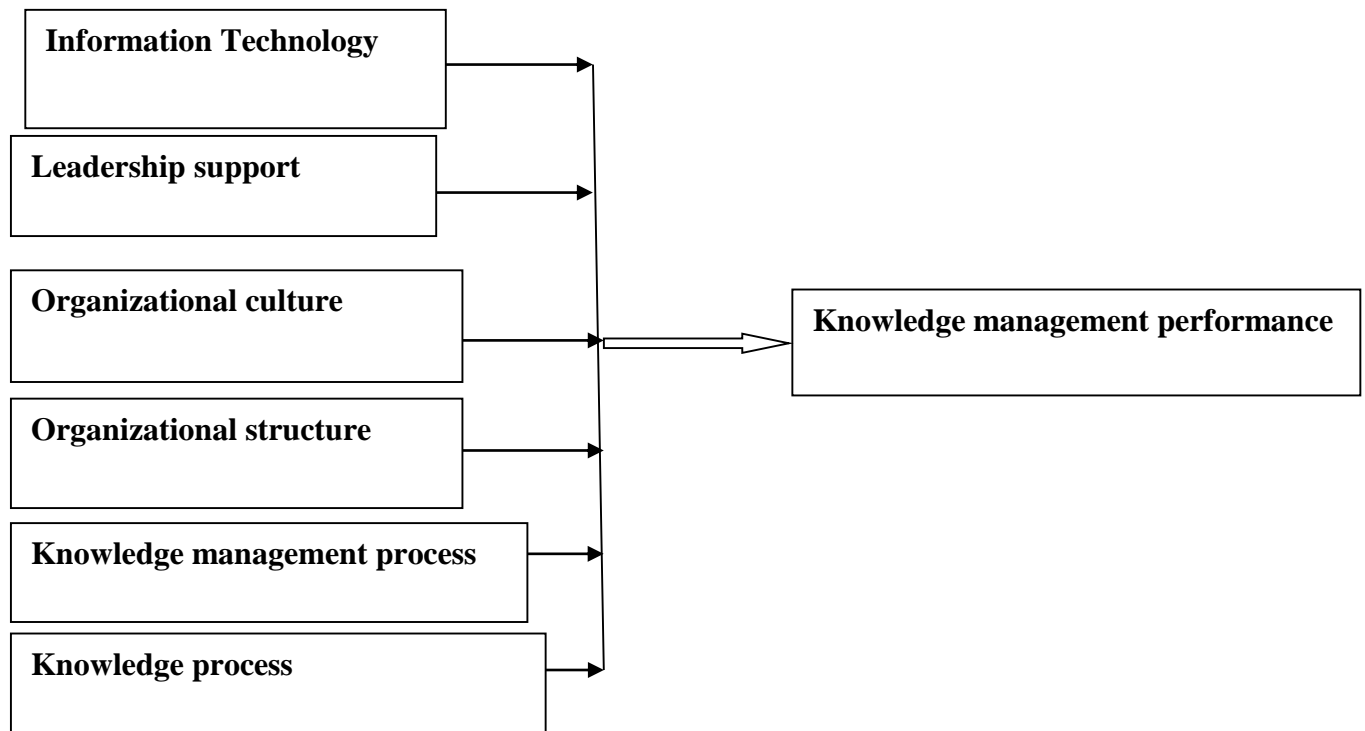 Information Technology
Leadership support
Organizational culture
Knowledge management performance
Organizational structure
Knowledge management process
Knowledge process